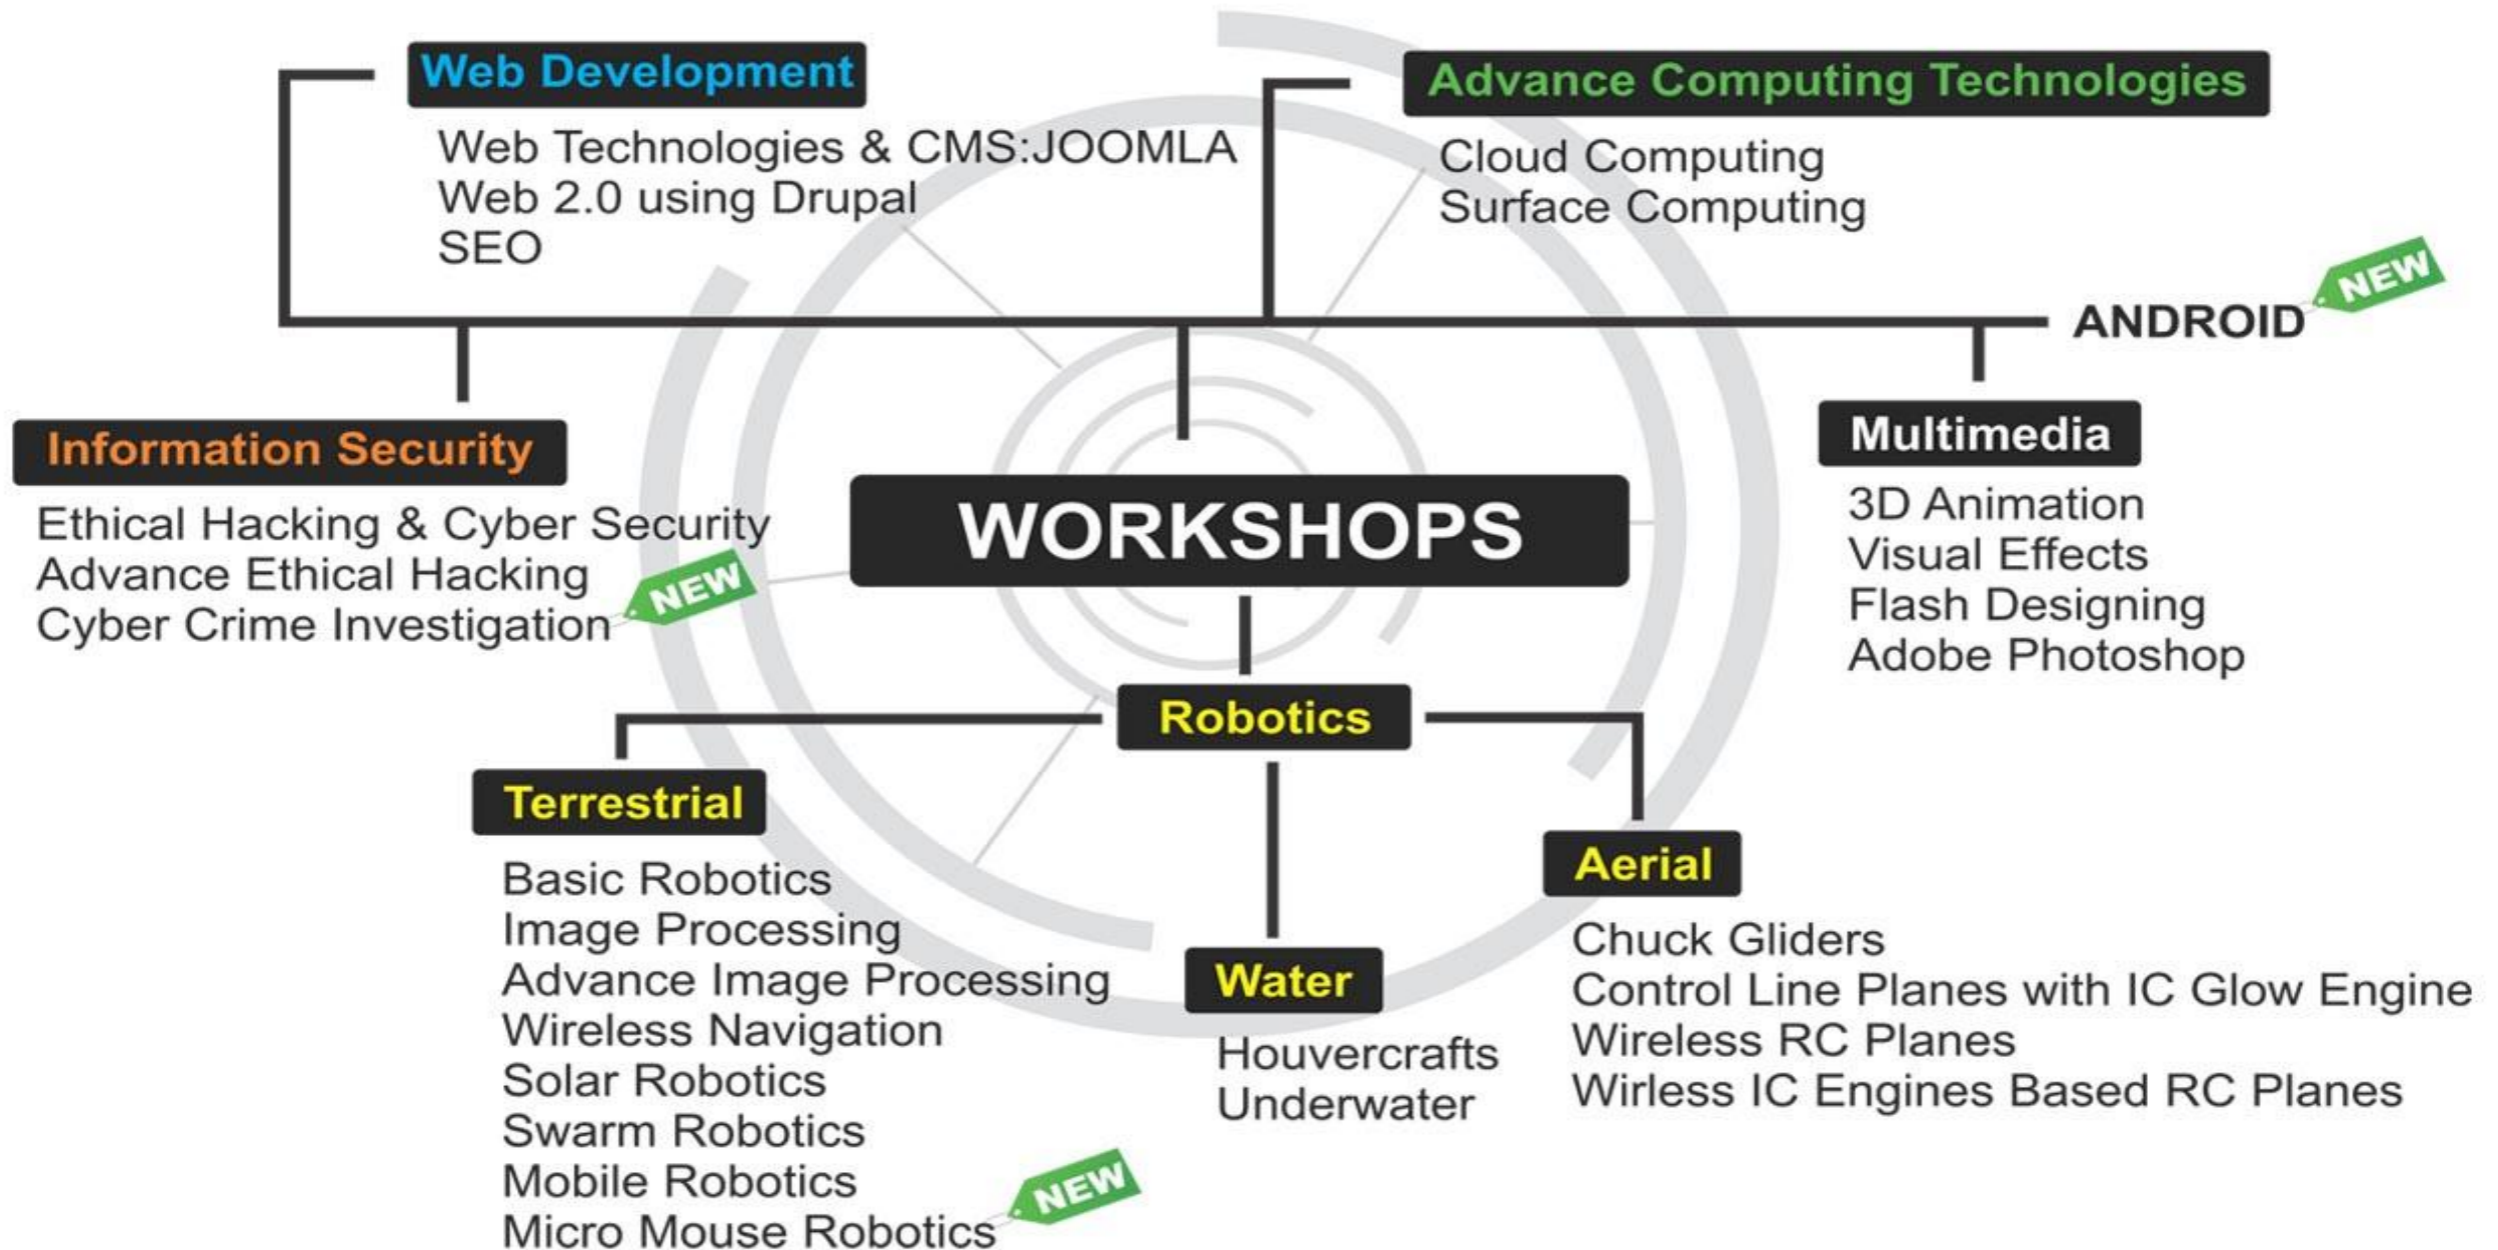 Web Development
Web Technologies & CMS:JOOMLA
Web 2.0 using Drupal
SEO
Advance Computing Technologies
Cloud Computing
Surface Computing
ANDROID
NEW
Information Security
Ethical Hacking & Cyber Security
Advance Ethical Hacking
Cyber Crime Investigation
NEW
WORKSHOPS
Multimedia
3D Animation
Visual Effects
Flash Designing
Adobe Photoshop
Robotics
Terrestrial
Basic Robotics
Image Processing
Advance Image Processing
Wireless Navigation
Solar Robotics
Swarm Robotics
Mobile Robotics
Micro Mouse Robotics
NEW
Water
Houvercrafts
Underwater
Aerial
Chuck Gliders
Control Line Planes with IC Glow Engine
Wireless RC Planes
Wirless IC Engines Based RC Planes